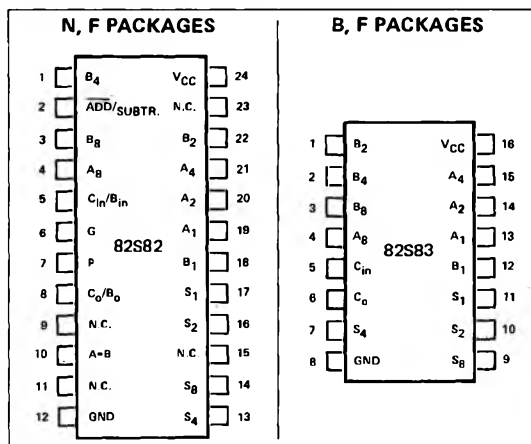 N, F PACKAGES
1 B4 VCC 24
2 ADD/SUBTR. N.C. 23
3 B8 B2 22
4 A8 A4 21
5 Cin/Bin A2 20
6 G A1 19
82S82
7 P B1 18
8 Co/Bo S1 17
9 N.C. S2 16
10 A=B N.C. 15
11 N.C. S8 14
12 GND S4 13
B, F PACKAGES
1 B2 VCC 16
2 B4 A4 15
3 B8 A2 14
4 A8 A1 13
82S83
5 Cin B1 12
6 Co S1 11
7 S4 S2 10
8 GND S8 9